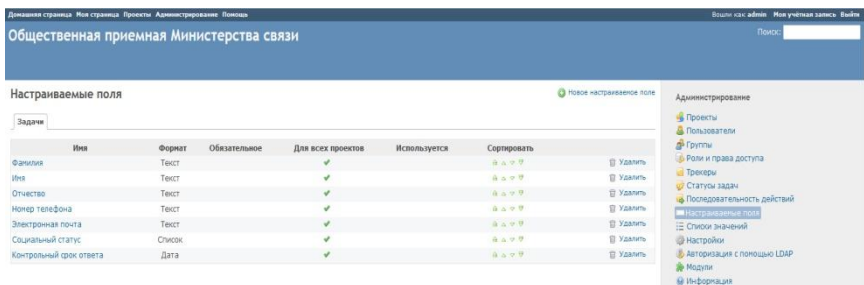 Домашняя страница Моя страница Проекты Администрирование Помощь
Вошли как admin Моя учётная запись Выйти
Общественная приемная Министерства связи
Поиск:
Настраиваемые поля
Новое настраиваемое поле
Задачи
Имя Формат Обязательное Для всех проектов Используется Сортировать
Фамилия Текст Удалить
Имя Текст Удалить
Отчество Текст Удалить
Номер телефона Текст Удалить
Электронная почта Текст Удалить
Социальный статус Список Удалить
Контрольный срок ответа Дата Удалить
Администрирование
Проекты
Пользователи
Группы
Роли и права доступа
Трекеры
Статусы задач
Последовательность действий
Настраиваемые поля
Списки значений
Настройки
Авторизация с помощью LDAP
Модули
Информация